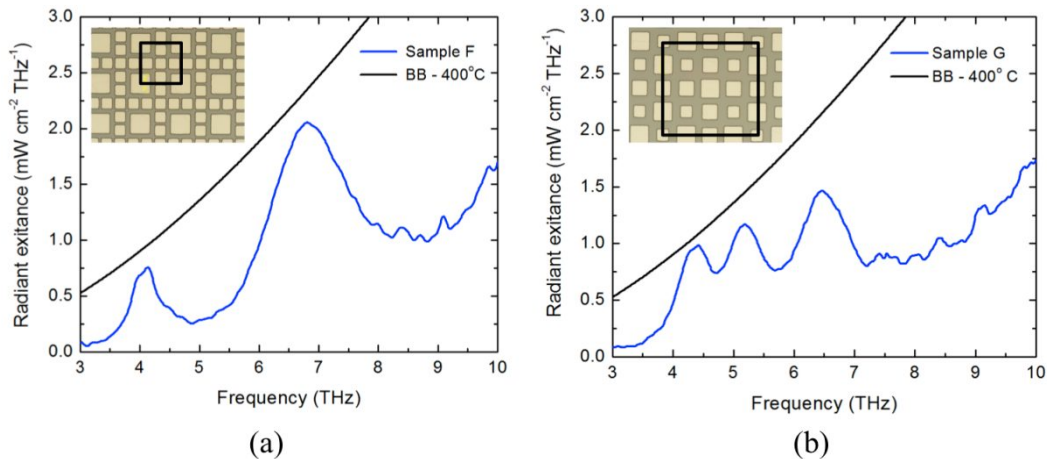 3.0
2.5
2.0
1.5
1.0
0.5
0.0
Radiant exitance (mW cm⁻² THz⁻¹)
Sample F
BB - 400°C
3 4 5 6 7 8 9 10
Frequency (THz)
(a)
3.0
2.5
2.0
1.5
1.0
0.5
0.0
Radiant exitance (mW cm⁻² THz⁻¹)
Sample G
BB - 400° C
3 4 5 6 7 8 9 10
Frequency (THz)
(b)